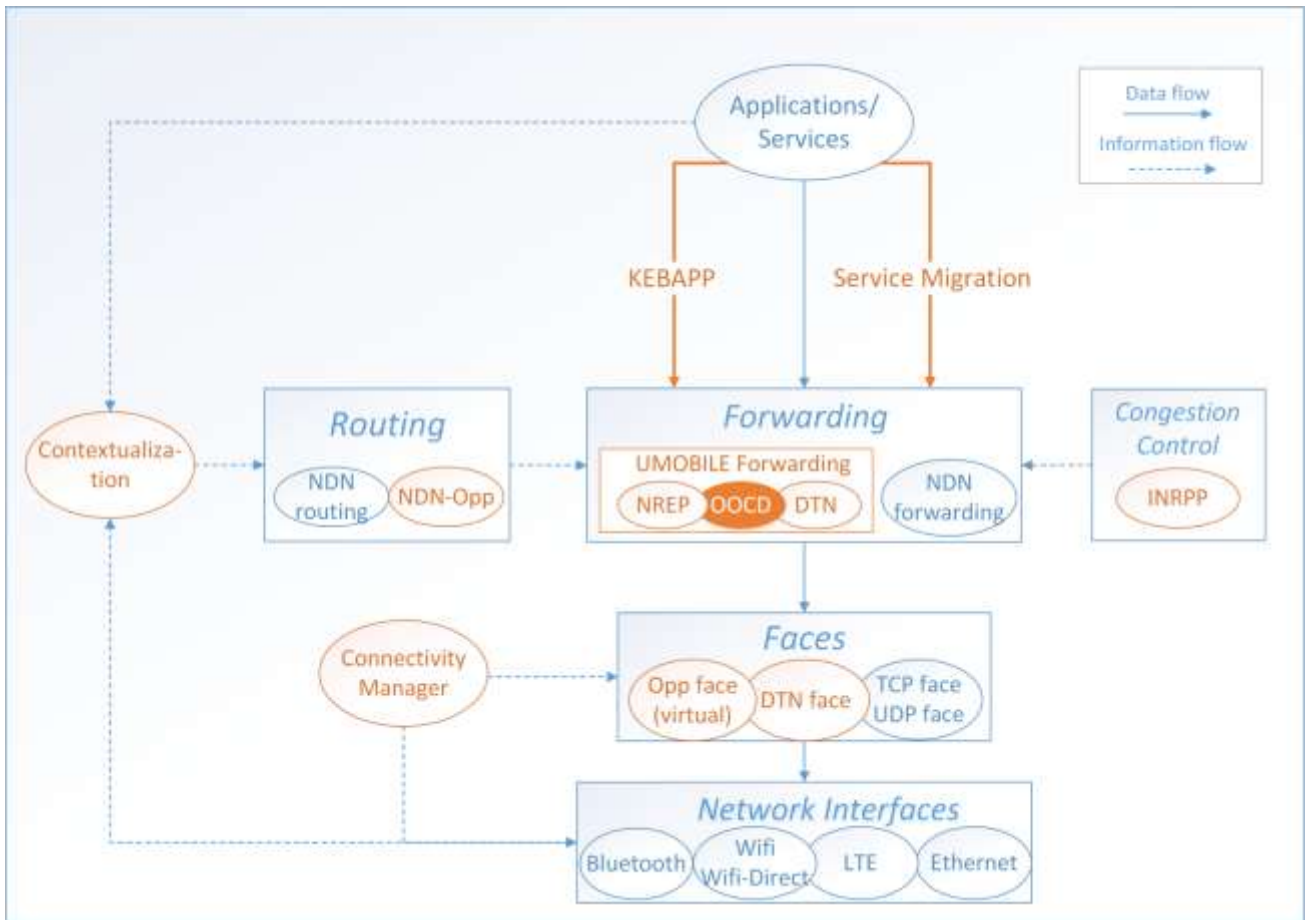 Applications/
Services
Data flow
Information flow
KEBAPP
Service Migration
Contextualiza-
tion
Routing
NDN
routing
NDN-Opp
Forwarding
UMOBILE Forwarding
NREP
OOCD
DTN
NDN
forwarding
Congestion
Control
INRPP
Connectivity
Manager
Faces
Opp face
(virtual)
DTN face
TCP face
UDP face
Network Interfaces
Bluetooth
Wifi
Wifi-Direct
LTE
Ethernet